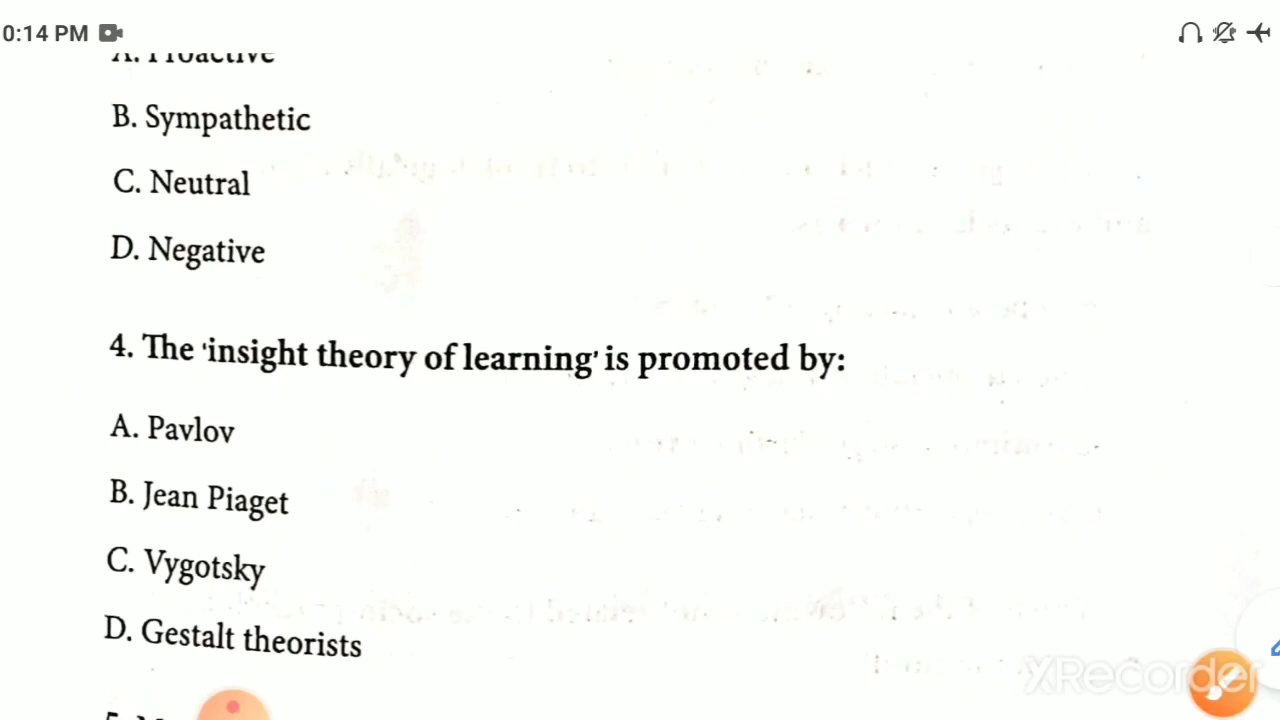 0:14 PM
A. Proactive
B. Sympathetic
C. Neutral
D. Negative
4. The 'insight theory of learning' is promoted by:
A. Pavlov
B. Jean Piaget
C. Vygotsky
D. Gestalt theorists
XRecorder